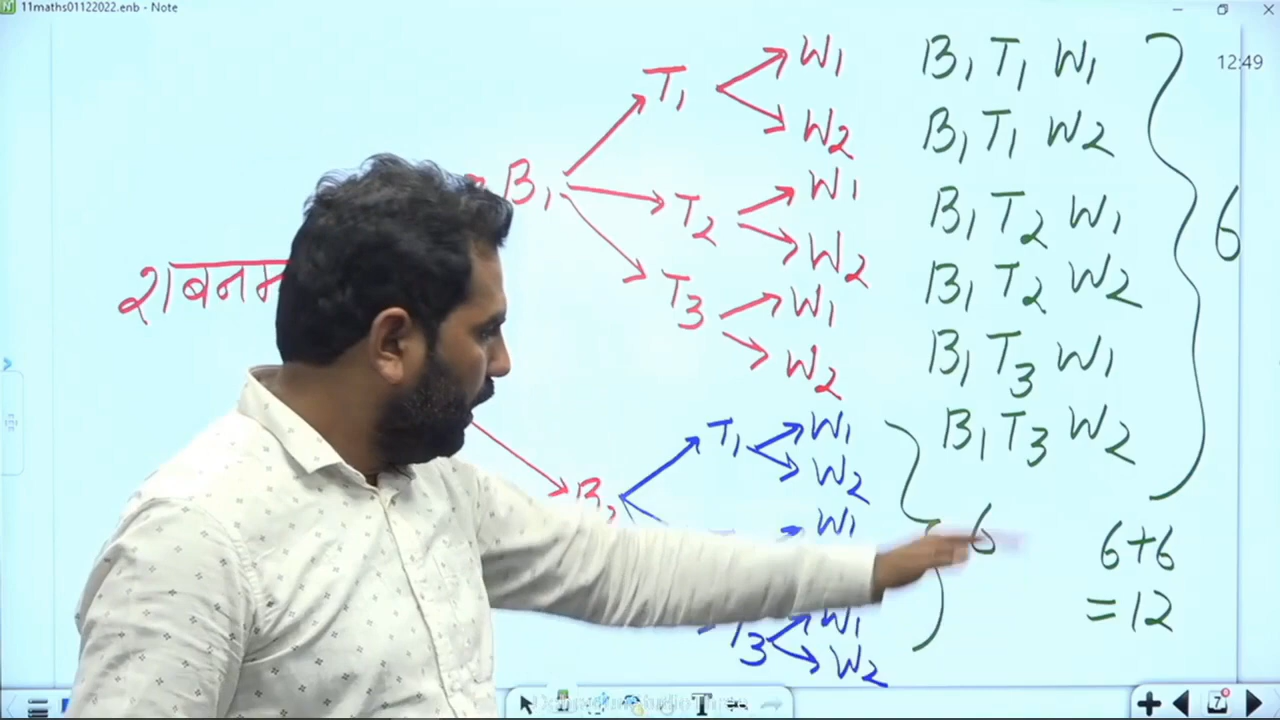 11maths01122022.enb - Note
12:49
T₁ W₁ B₁ T₁ W₁
W₂ B₁ T₁ W₂
B₁ T₂ W₁ B₁ T₂ W₁ 6
W₂ B₁ T₂ W₂
शबनम
T₃ W₁ B₁ T₃ W₁
W₂ B₁ T₃ W₂
T₁ W₁
W₂
B₂ W₁ 6 6+6
T₃ W₁ =12
W₂
T
7